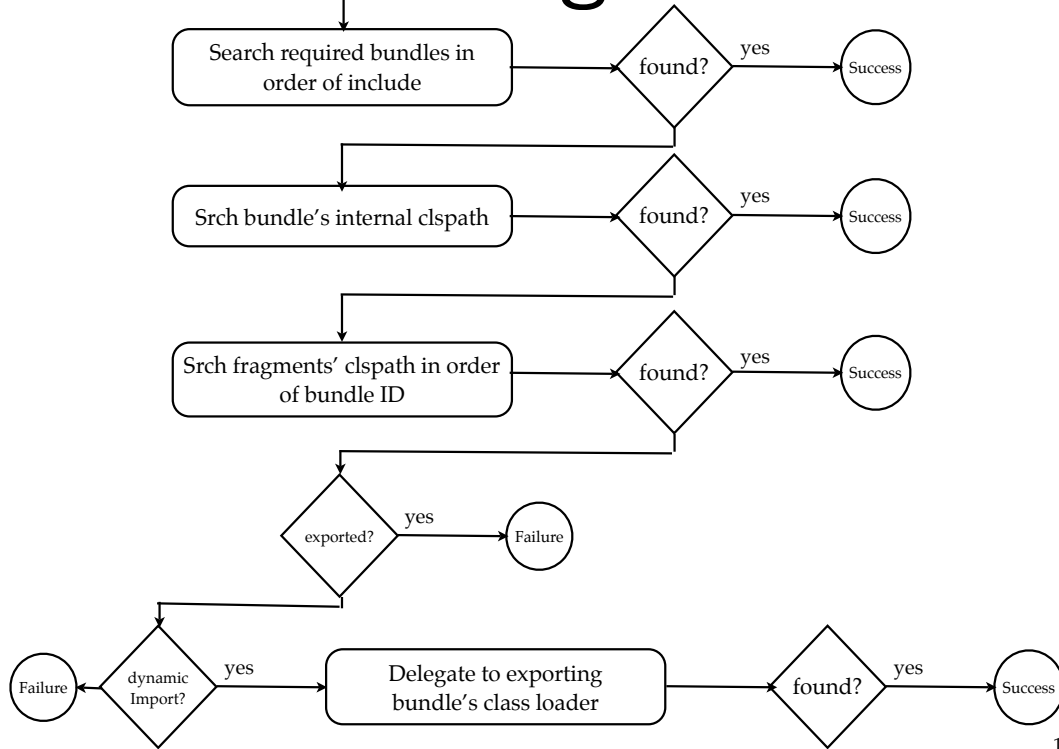 g
Search required bundles in
order of include
found?
yes
Success
Srch bundle's internal clspath
found?
yes
Success
Srch fragments' clspath in order
of bundle ID
found?
yes
Success
exported?
yes
Failure
Failure
dynamic
Import?
yes
Delegate to exporting
bundle's class loader
found?
yes
Success
1